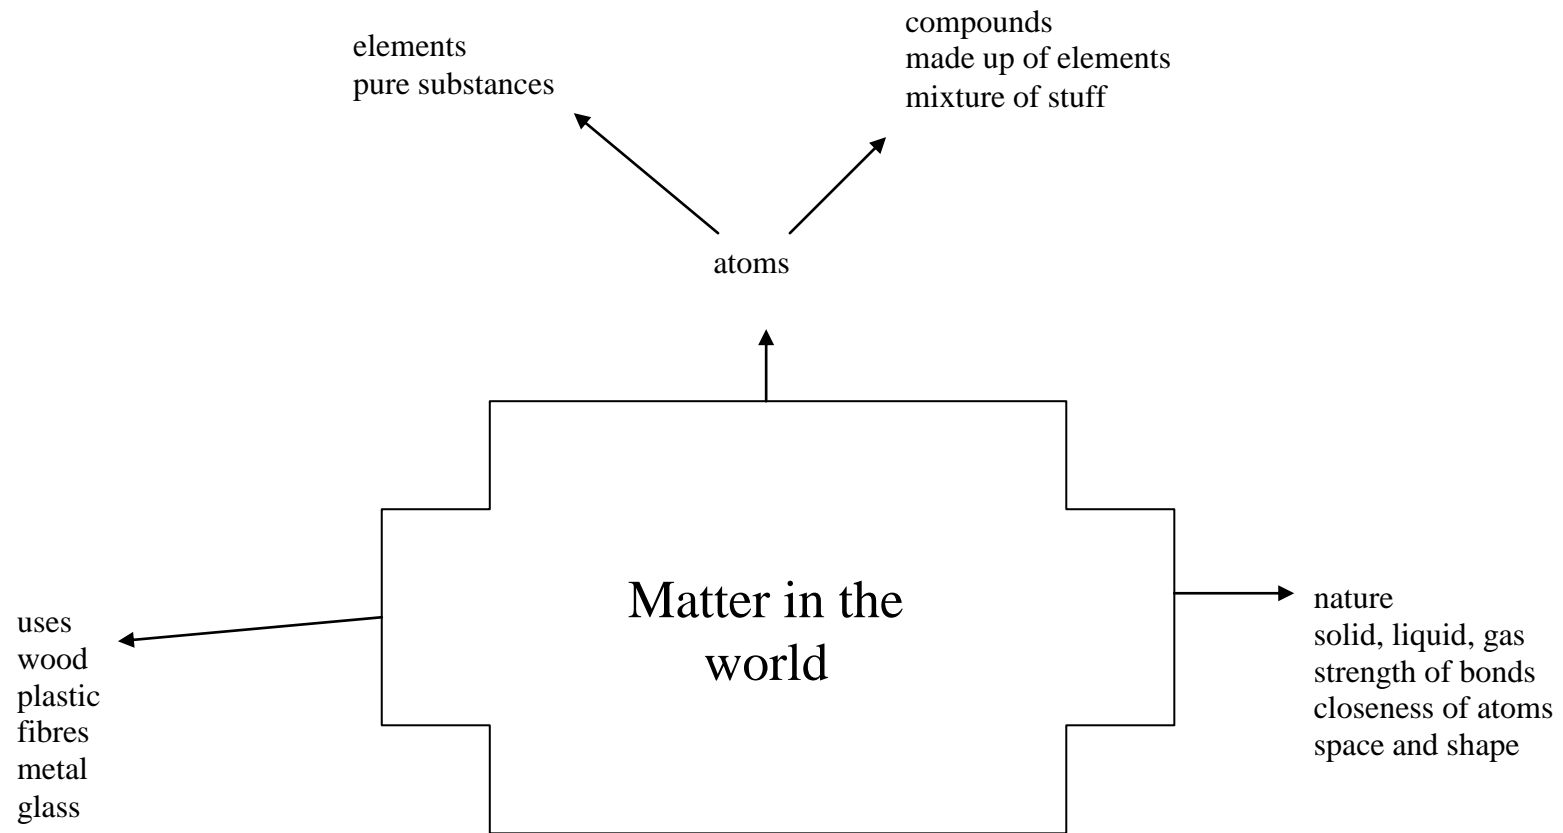 elements
pure substances
compounds
made up of elements
mixture of stuff
atoms
Matter in the
world
uses
wood
plastic
fibres
metal
glass
nature
solid, liquid, gas
strength of bonds
closeness of atoms
space and shape